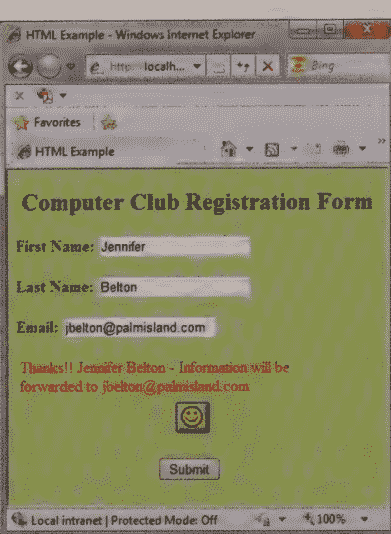 HTML Example - Windows Internet Explorer
http: localh...
Bing
Favorites
HTML Example
Computer Club Registration Form
First Name: Jennifer
Last Name: Belton
Email: jbelton@palmisland.com
Thanks!! Jennifer Belton - Information will be
forwarded to jbelton@palmisland.com
Submit
Local intranet | Protected Mode: Off
100%